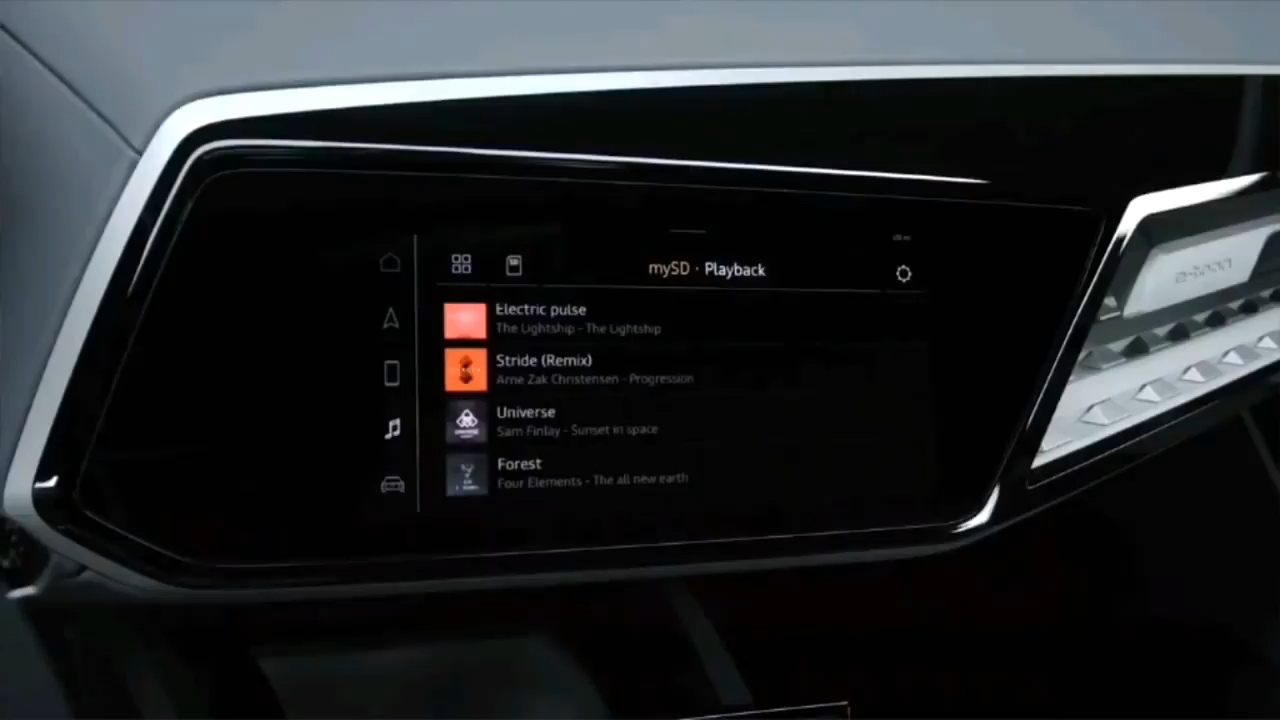 mySD · Playback
Electric pulse
The Lightship - The Lightship
Stride (Remix)
Arne Zak Christensen - Progression
Universe
Sam Finlay - Sunset in space
Forest
Four Elements - The all new earth
e-tron